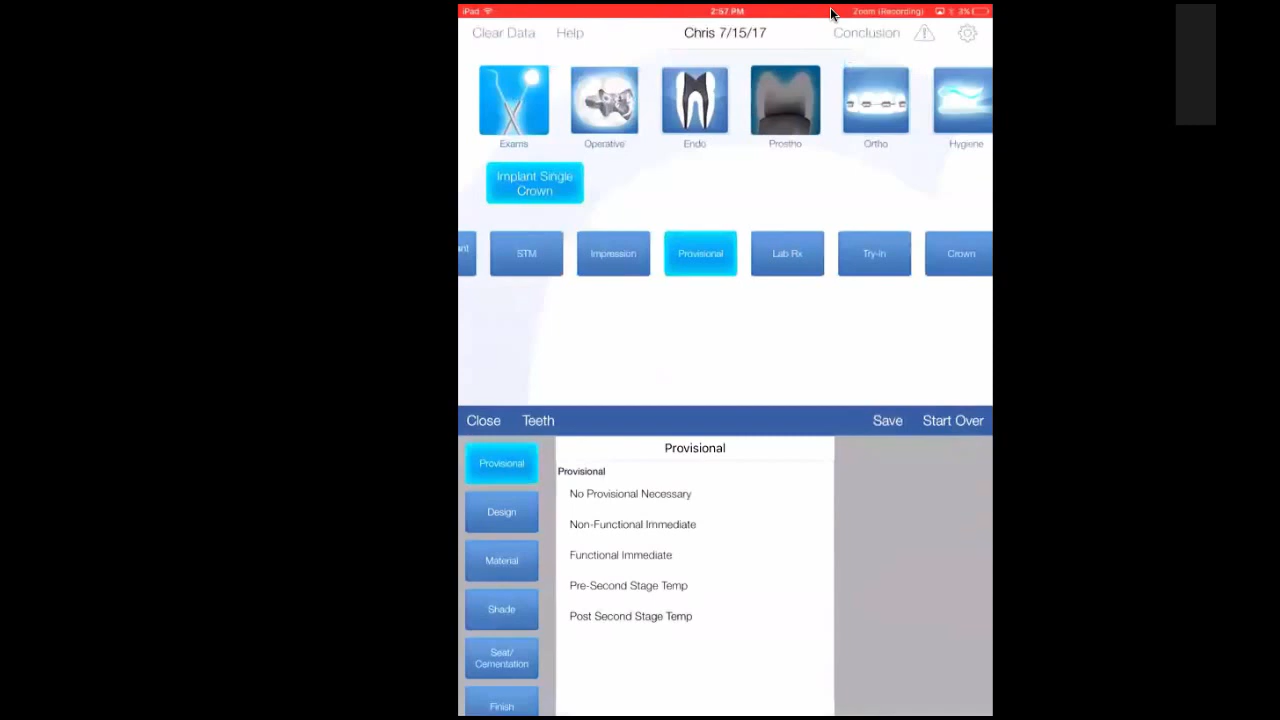 iPad 2:57 PM Zoom (Recording) 3%
Clear Data Help Chris 7/15/17 Conclusion
Exams Operative Endo Prostho Ortho Hygiene
Implant Single
Crown
nt STM Impression Provisional Lab Rx Try-In Crown
Close Teeth Save Start Over
Provisional
Provisional
Provisional
No Provisional Necessary
Design
Non-Functional Immediate
Material
Functional Immediate
Pre-Second Stage Temp
Shade
Post Second Stage Temp
Seat/
Cementation
Finish